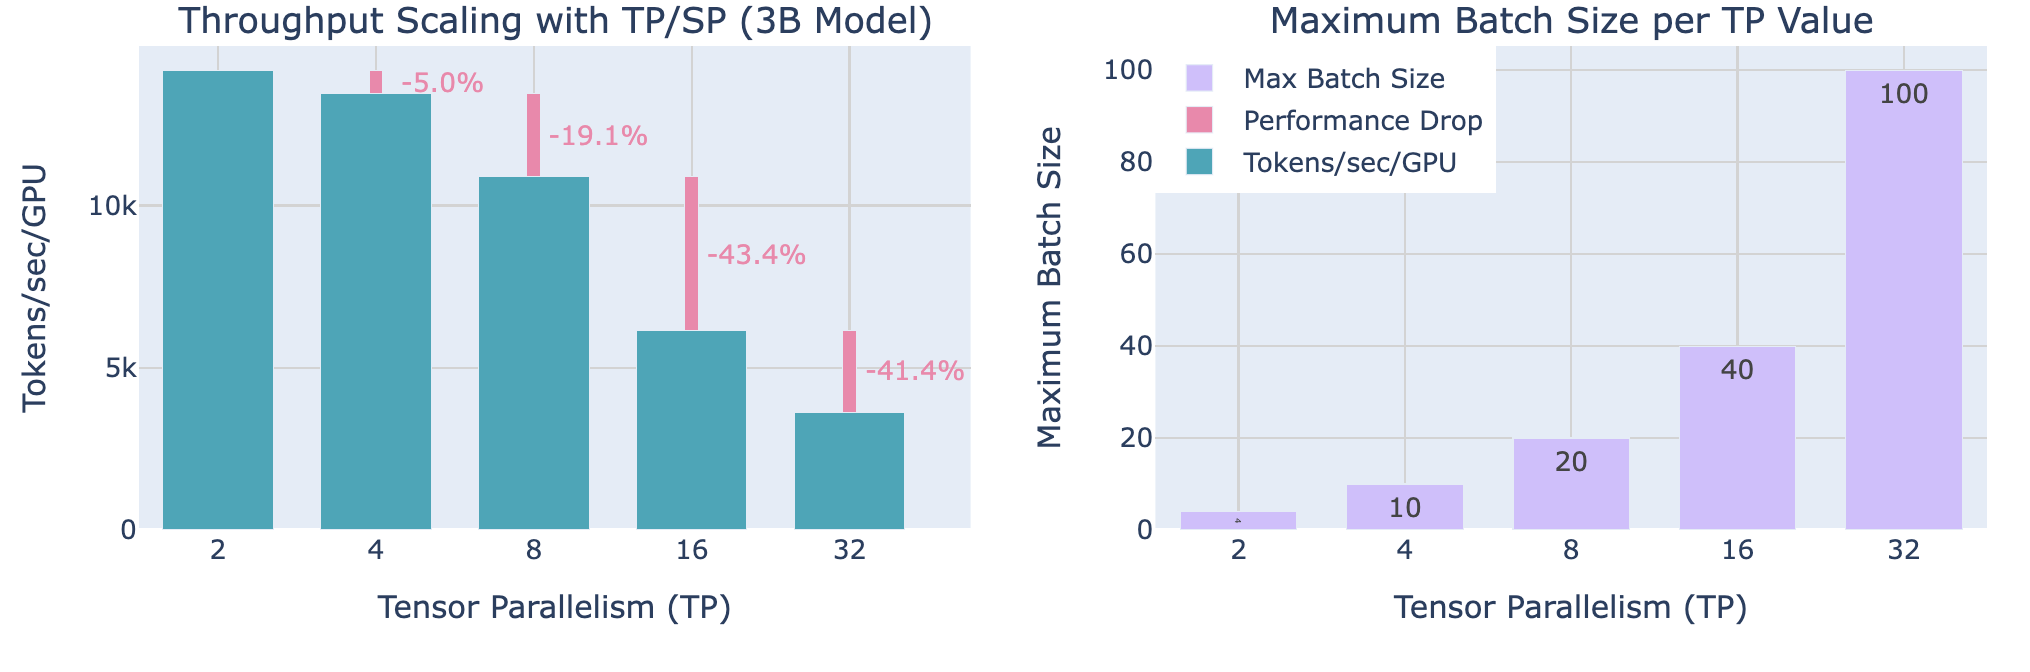 Throughput Scaling with TP/SP (3B Model)
Tokens/sec/GPU
10k
5k
0
-5.0%
-19.1%
-43.4%
-41.4%
2 4 8 16 32
Tensor Parallelism (TP)
Maximum Batch Size per TP Value
Max Batch Size
Performance Drop
Tokens/sec/GPU
Maximum Batch Size
100
80
60
40
20
0
4
10
20
40
100
2 4 8 16 32
Tensor Parallelism (TP)